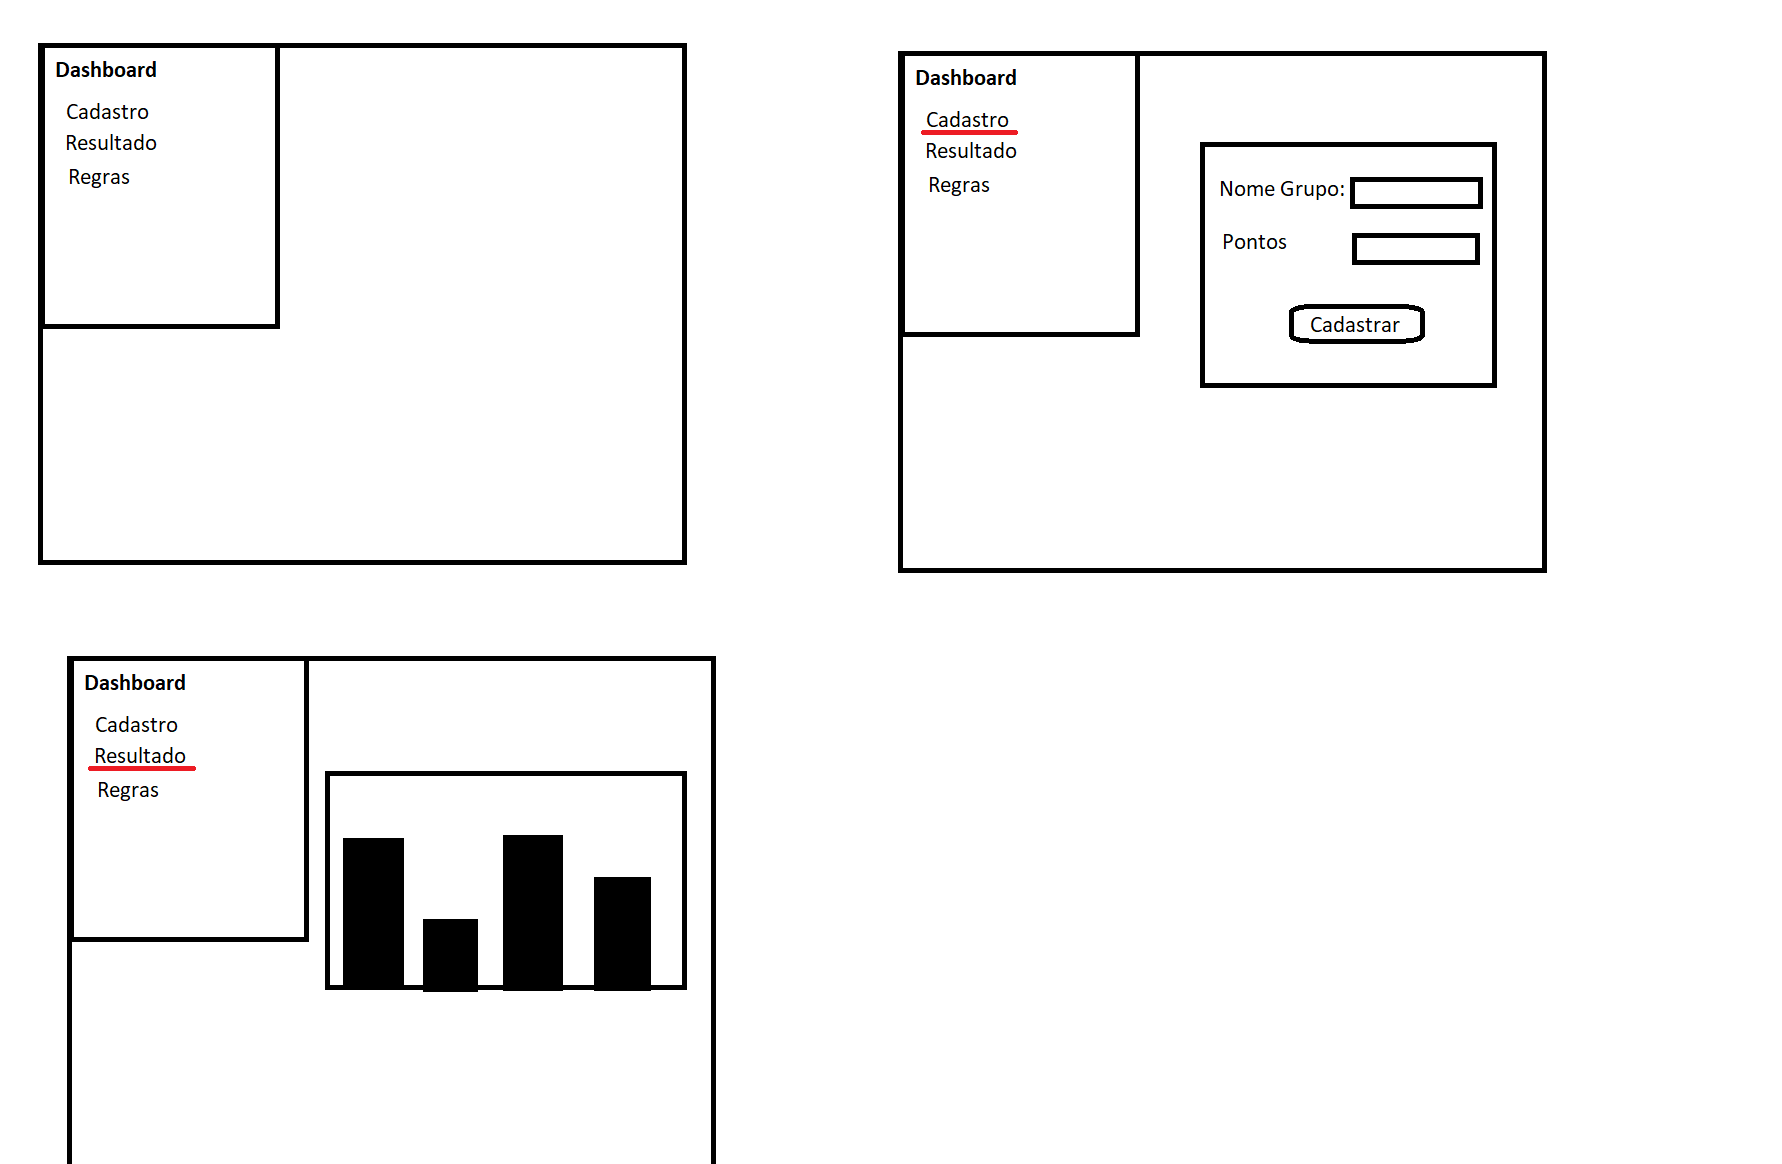 Dashboard
Cadastro
Resultado
Regras
Dashboard
Cadastro
Resultado
Regras
Nome Grupo:
Pontos
Cadastrar
Dashboard
Cadastro
Resultado
Regras